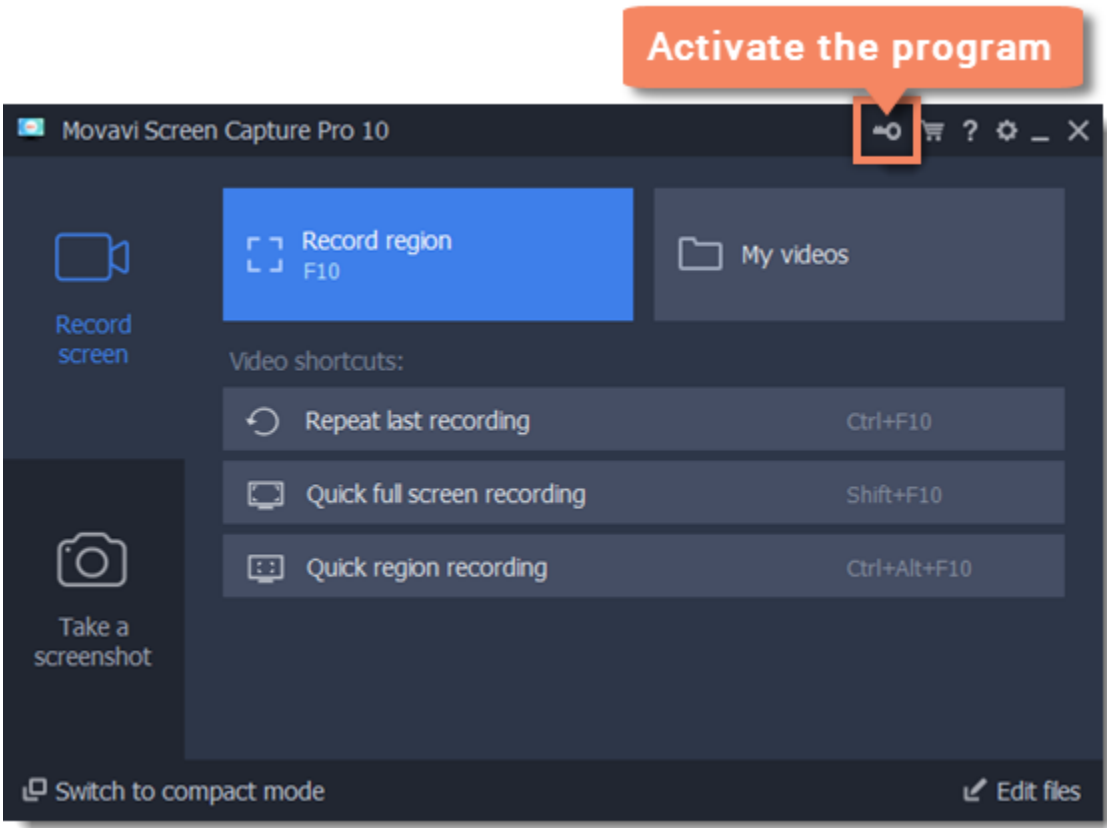 Activate the program
Movavi Screen Capture Pro 10
?
Record region
F10
My videos
Record
screen
Video shortcuts:
Repeat last recording
Ctrl+F10
Quick full screen recording
Shift+F10
Quick region recording
Ctrl+Alt+F10
Take a
screenshot
Switch to compact mode
Edit files